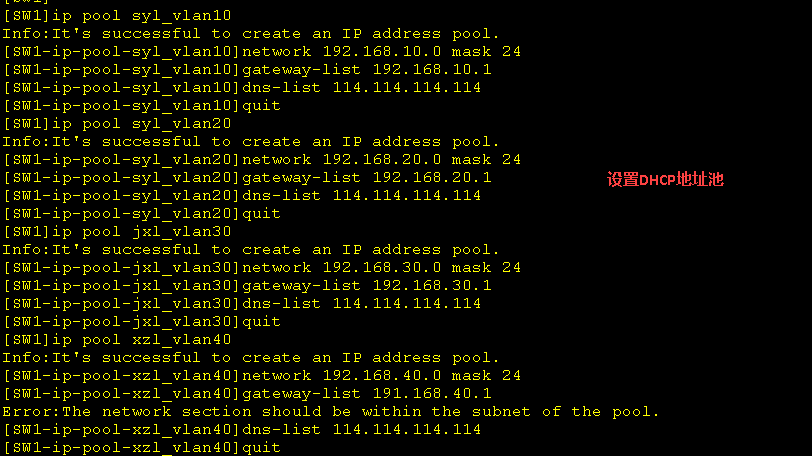 [SW1]ip pool syl_vlan10
Info:It's successful to create an IP address pool.
[SW1-ip-pool-syl_vlan10]network 192.168.10.0 mask 24
[SW1-ip-pool-syl_vlan10]gateway-list 192.168.10.1
[SW1-ip-pool-syl_vlan10]dns-list 114.114.114.114
[SW1-ip-pool-syl_vlan10]quit
[SW1]ip pool syl_vlan20
Info:It's successful to create an IP address pool.
[SW1-ip-pool-syl_vlan20]network 192.168.20.0 mask 24
[SW1-ip-pool-syl_vlan20]gateway-list 192.168.20.1
设置DHCP地址池
[SW1-ip-pool-syl_vlan20]dns-list 114.114.114.114
[SW1-ip-pool-syl_vlan20]quit
[SW1]ip pool jxl_vlan30
Info:It's successful to create an IP address pool.
[SW1-ip-pool-jxl_vlan30]network 192.168.30.0 mask 24
[SW1-ip-pool-jxl_vlan30]gateway-list 192.168.30.1
[SW1-ip-pool-jxl_vlan30]dns-list 114.114.114.114
[SW1-ip-pool-jxl_vlan30]quit
[SW1]ip pool xzl_vlan40
Info:It's successful to create an IP address pool.
[SW1-ip-pool-xzl_vlan40]network 192.168.40.0 mask 24
[SW1-ip-pool-xzl_vlan40]gateway-list 191.168.40.1
Error:The network section should be within the subnet of the pool.
[SW1-ip-pool-xzl_vlan40]dns-list 114.114.114.114
[SW1-ip-pool-xzl_vlan40]quit